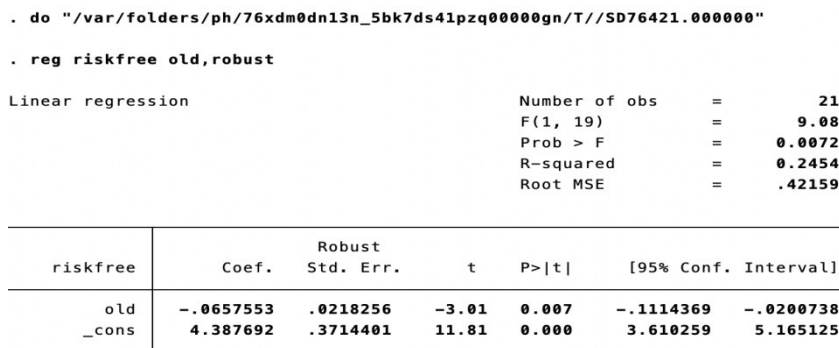 . do "/var/folders/ph/76xdm0dn13n_5bk7ds41pzq00000gn/T//SD76421.000000"
. reg riskfree old,robust
Linear regression Number of obs = 21
F(1, 19) = 9.08
Prob > F = 0.0072
R-squared = 0.2454
Root MSE = .42159
Robust
riskfree Coef. Std. Err. t P>|t| [95% Conf. Interval]
old -.0657553 .0218256 -3.01 0.007 -.1114369 -.0200738
_cons 4.387692 .3714401 11.81 0.000 3.610259 5.165125